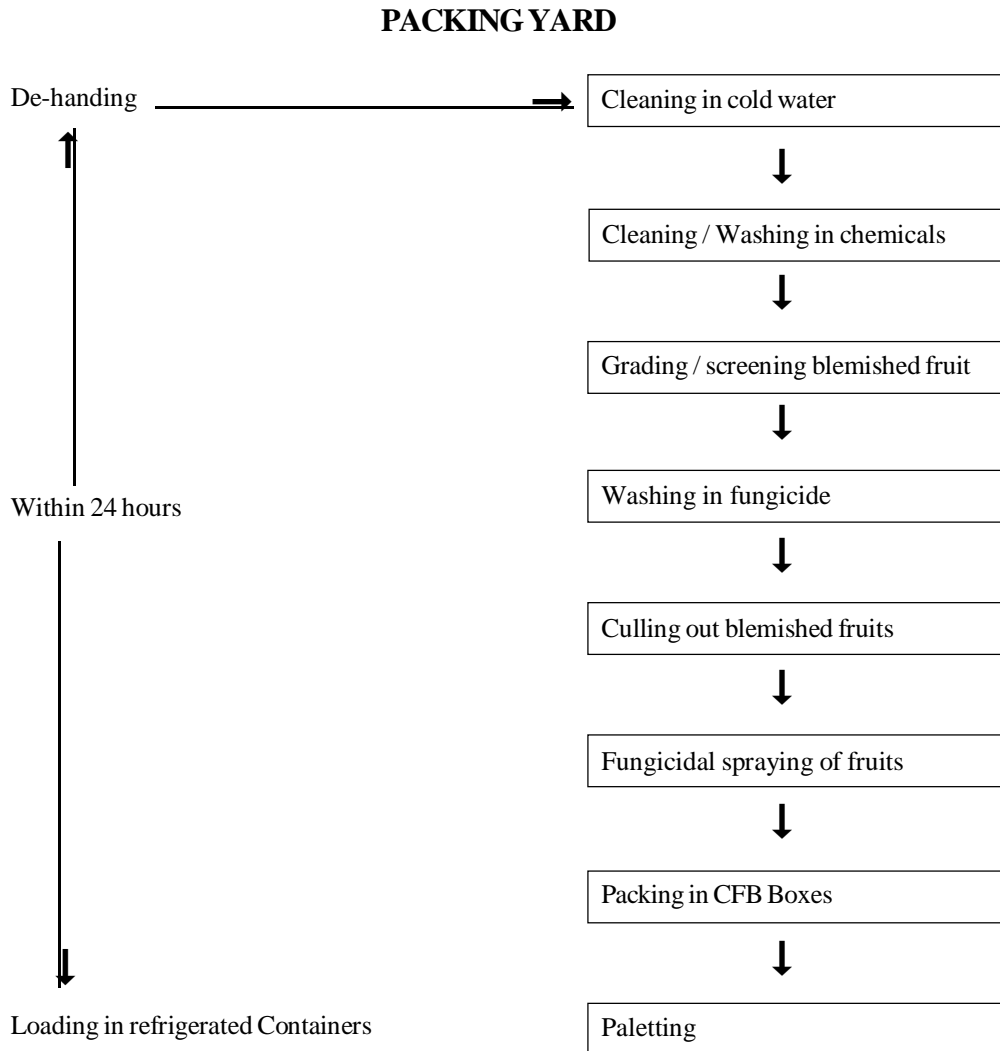 PACKING YARD
De-handing
Cleaning in cold water
Cleaning / Washing in chemicals
Grading / screening blemished fruit
Washing in fungicide
Within 24 hours
Culling out blemished fruits
Fungicidal spraying of fruits
Packing in CFB Boxes
Loading in refrigerated Containers
Paletting